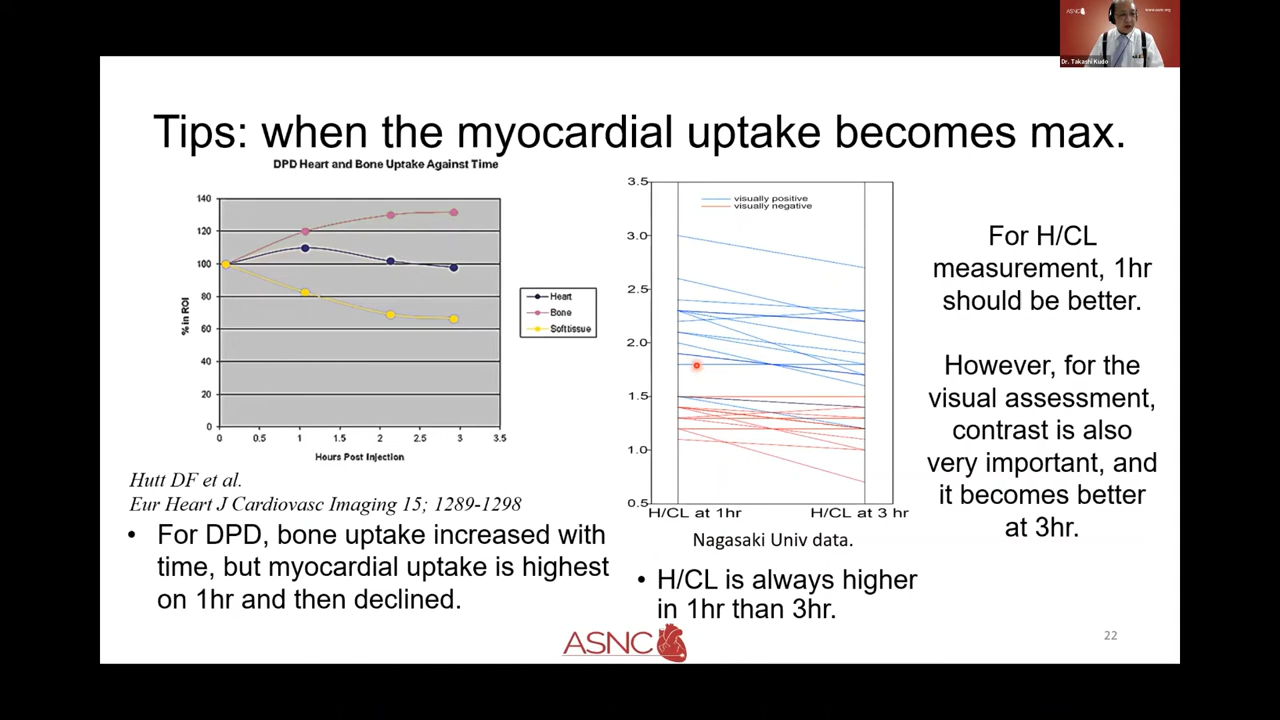 ASNC
www.asnc.org
Dr. Takashi Kudo
Tips: when the myocardial uptake becomes max.
DPD Heart and Bone Uptake Against Time
140
120
100
80
60
40
20
0
% in ROI
0 0.5 1 1.5 2 2.5 3 3.5
Hours Post Injection
Heart
Bone
Soft tissue
Hutt DF et al.
Eur Heart J Cardiovasc Imaging 15; 1289-1298
• For DPD, bone uptake increased with
time, but myocardial uptake is highest
on 1hr and then declined.
3.5
3.0
2.5
2.0
1.5
1.0
0.5
visually positive
visually negative
H/CL at 1hr H/CL at 3 hr
Nagasaki Univ data.
• H/CL is always higher
in 1hr than 3hr.
For H/CL
measurement, 1hr
should be better.
However, for the
visual assessment,
contrast is also
very important, and
it becomes better
at 3hr.
ASNC
22